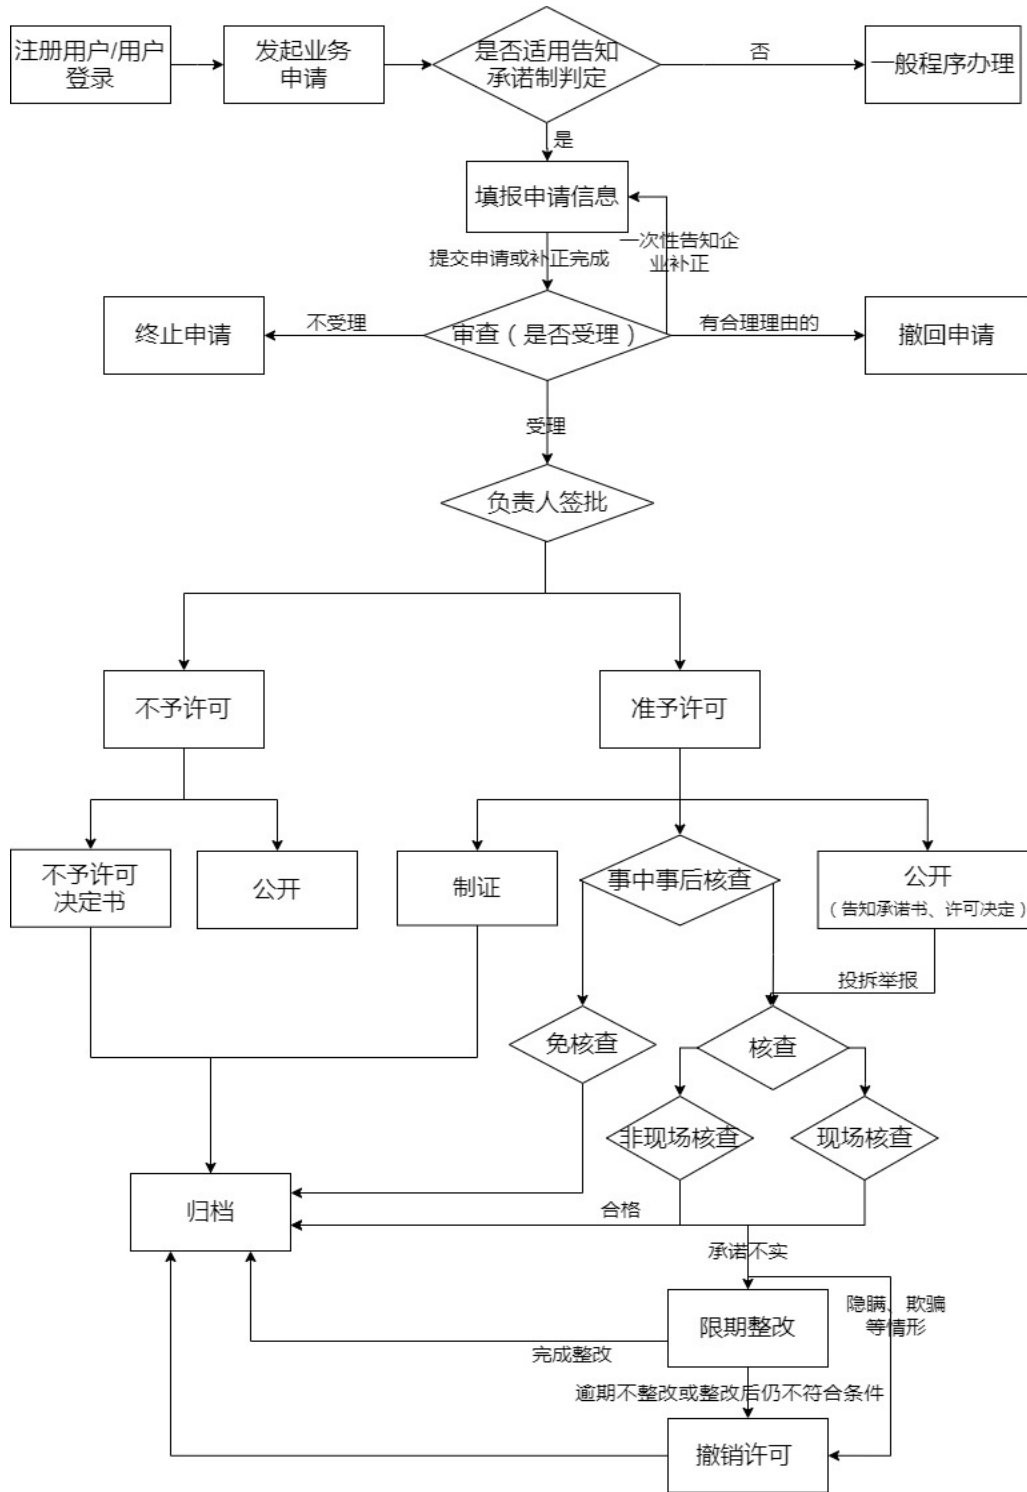 注册用户/用户
登录
发起业务
申请
是否适用告知
承诺制判定
否
一般程序办理
是
填报申请信息
提交申请或补正完成
一次性告知企
业补正
终止申请
不受理
审查（是否受理）
有合理理由的
撤回申请
受理
负责人签批
不予许可
准予许可
不予许可
决定书
公开
制证
事中事后核查
公开
（告知承诺书、许可决定）
投拆举报
免核查
核查
非现场核查
现场核查
归档
合格
承诺不实
限期整改
隐瞒、欺骗
等情形
完成整改
逾期不整改或整改后仍不符合条件
撤销许可